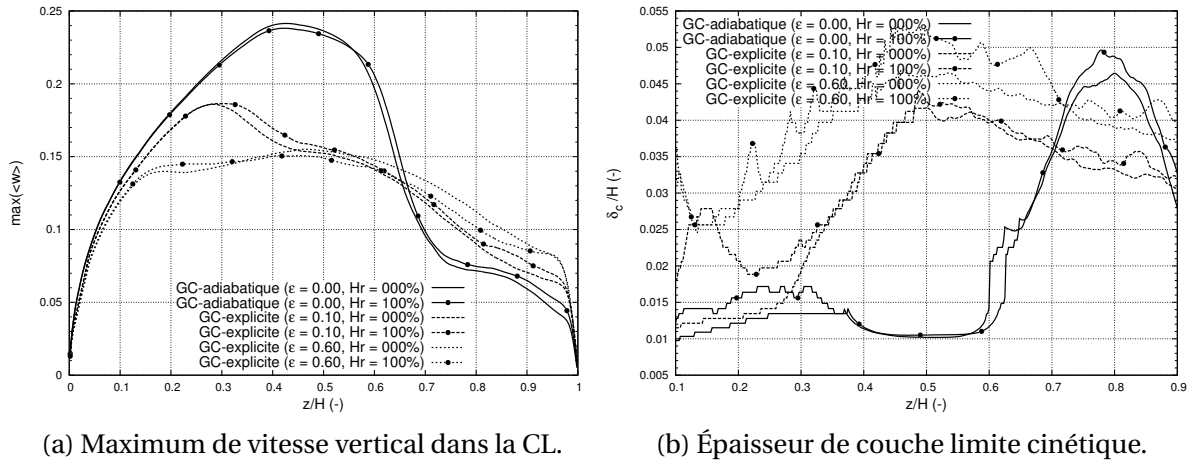 0.25
0.2
0.15
0.1
0.05
0
max(<w>)
0 0.1 0.2 0.3 0.4 0.5 0.6 0.7 0.8 0.9 1
z/H (-)
GC-adiabatique (ε = 0.00, Hr = 000%)
GC-adiabatique (ε = 0.00, Hr = 100%)
GC-explicite (ε = 0.10, Hr = 000%)
GC-explicite (ε = 0.10, Hr = 100%)
GC-explicite (ε = 0.60, Hr = 000%)
GC-explicite (ε = 0.60, Hr = 100%)
(a) Maximum de vitesse vertical dans la CL.
0.055
0.05
0.045
0.04
0.035
0.03
0.025
0.02
0.015
0.01
0.005
δc/H (-)
0.1 0.2 0.3 0.4 0.5 0.6 0.7 0.8 0.9
z/H (-)
GC-adiabatique (ε = 0.00, Hr = 000%)
GC-adiabatique (ε = 0.00, Hr = 100%)
GC-explicite (ε = 0.10, Hr = 000%)
GC-explicite (ε = 0.10, Hr = 100%)
GC-explicite (ε = 0.60, Hr = 000%)
GC-explicite (ε = 0.60, Hr = 100%)
(b) Épaisseur de couche limite cinétique.